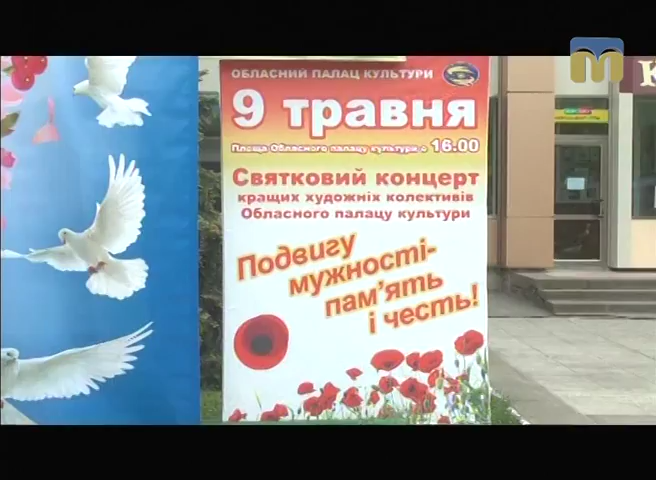 ОБЛАСНИЙ ПАЛАЦ КУЛЬТУРИ
9 травня
Площа Обласного палацу культури о 16.00
Святковий концерт
кращих художніх колективів
Обласного палацу культури
Подвигу
мужності-
пам'ять
і честь!